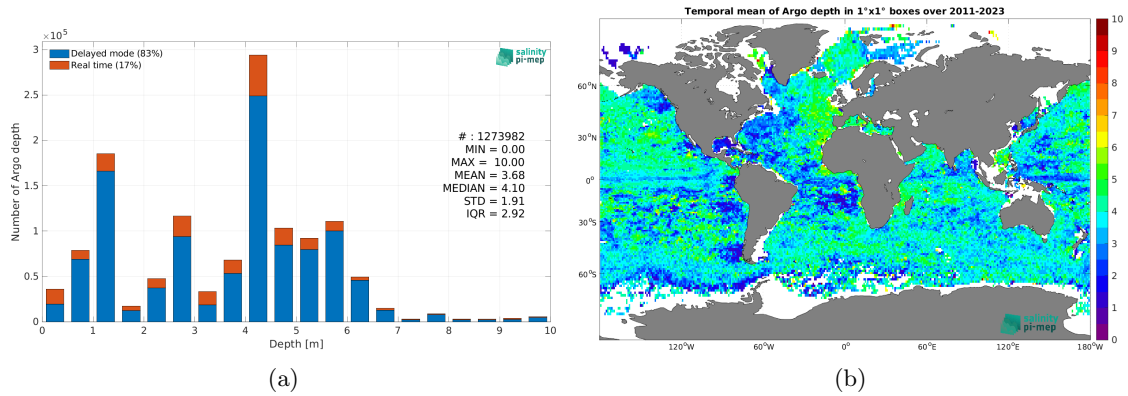 ×10⁵
3
2.5
2
1.5
1
0.5
0
Number of Argo depth
Delayed mode (83%)
Real time (17%)
salinity
pi-mep
# : 1273982
MIN = 0.00
MAX = 10.00
MEAN = 3.68
MEDIAN = 4.10
STD = 1.91
IQR = 2.92
0 1 2 3 4 5 6 7 8 9 10
Depth [m]
(a)
Temporal mean of Argo depth in 1°x1° boxes over 2011-2023
60°N
30°N
0°
30°S
60°S
120°W 60°W 0° 60°E 120°E 180°W
salinity
pi-mep
10
9
8
7
6
5
4
3
2
1
0
(b)